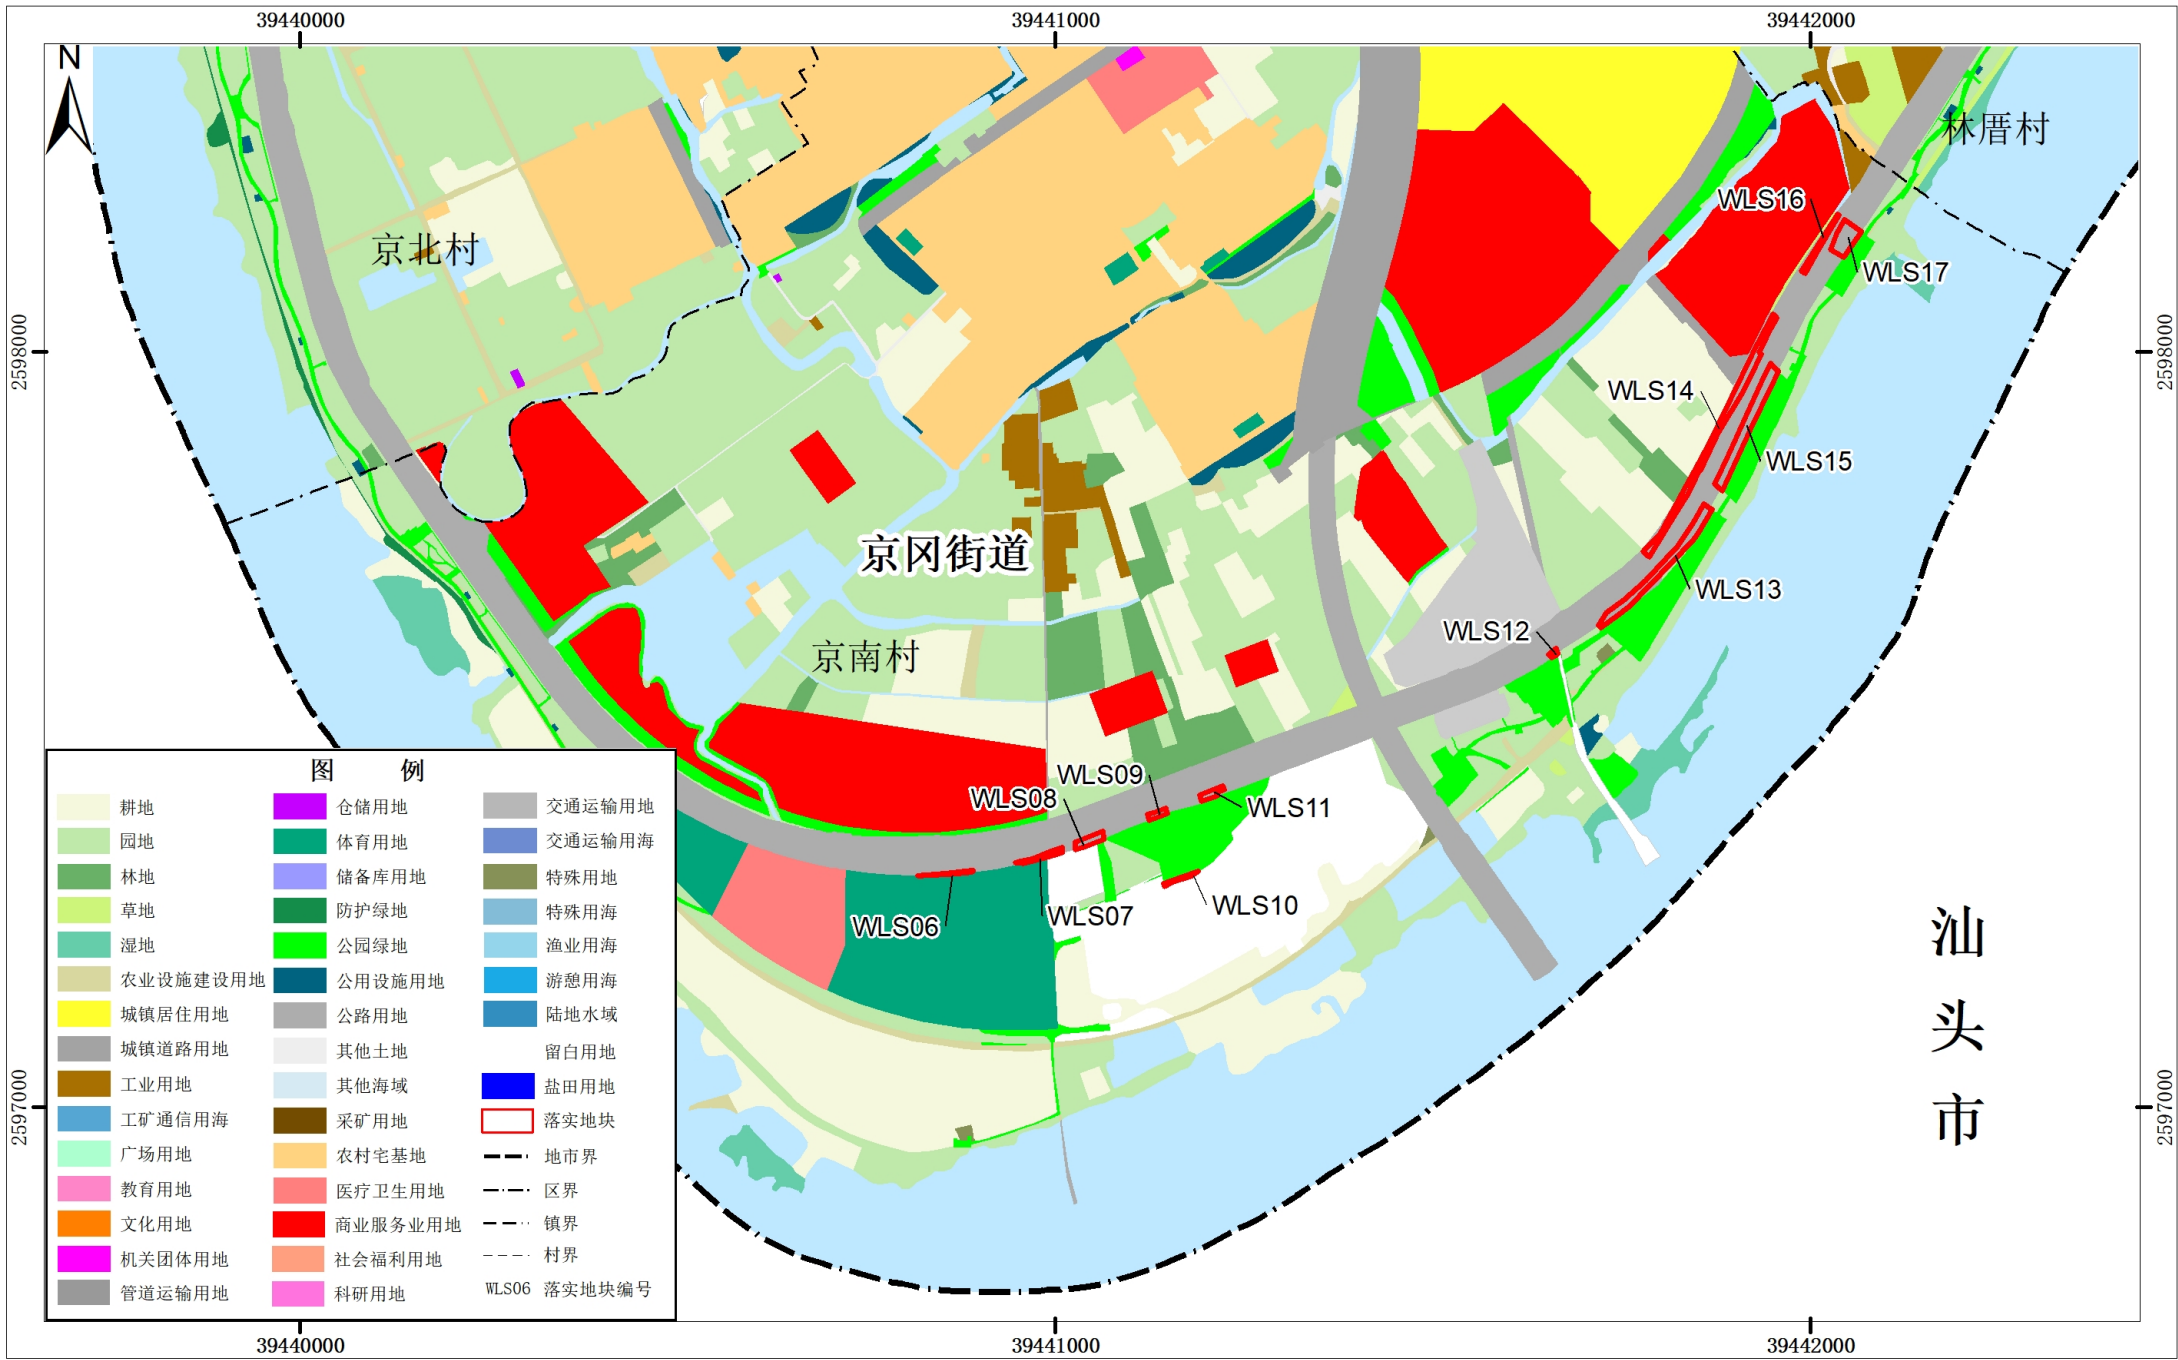 39440000
39441000
39442000
N
林厝村
WLS16
京北村
WLS17
2598000
2598000
WLS14
WLS15
京冈街道
WLS13
WLS12
京南村
WLS09
WLS08
WLS11
WLS10
WLS07
WLS06
汕
头
市
2597000
2597000
图 例
耕地
园地
林地
草地
湿地
农业设施建设用地
城镇居住用地
城镇道路用地
工业用地
工矿通信用海
广场用地
教育用地
文化用地
机关团体用地
管道运输用地
仓储用地
体育用地
储备库用地
防护绿地
公园绿地
公用设施用地
公路用地
其他土地
其他海域
采矿用地
农村宅基地
医疗卫生用地
商业服务业用地
社会福利用地
科研用地
交通运输用地
交通运输用海
特殊用地
特殊用海
渔业用海
游憩用海
陆地水域
留白用地
盐田用地
落实地块
地市界
区界
镇界
村界
WLS06 落实地块编号
39440000
39441000
39442000